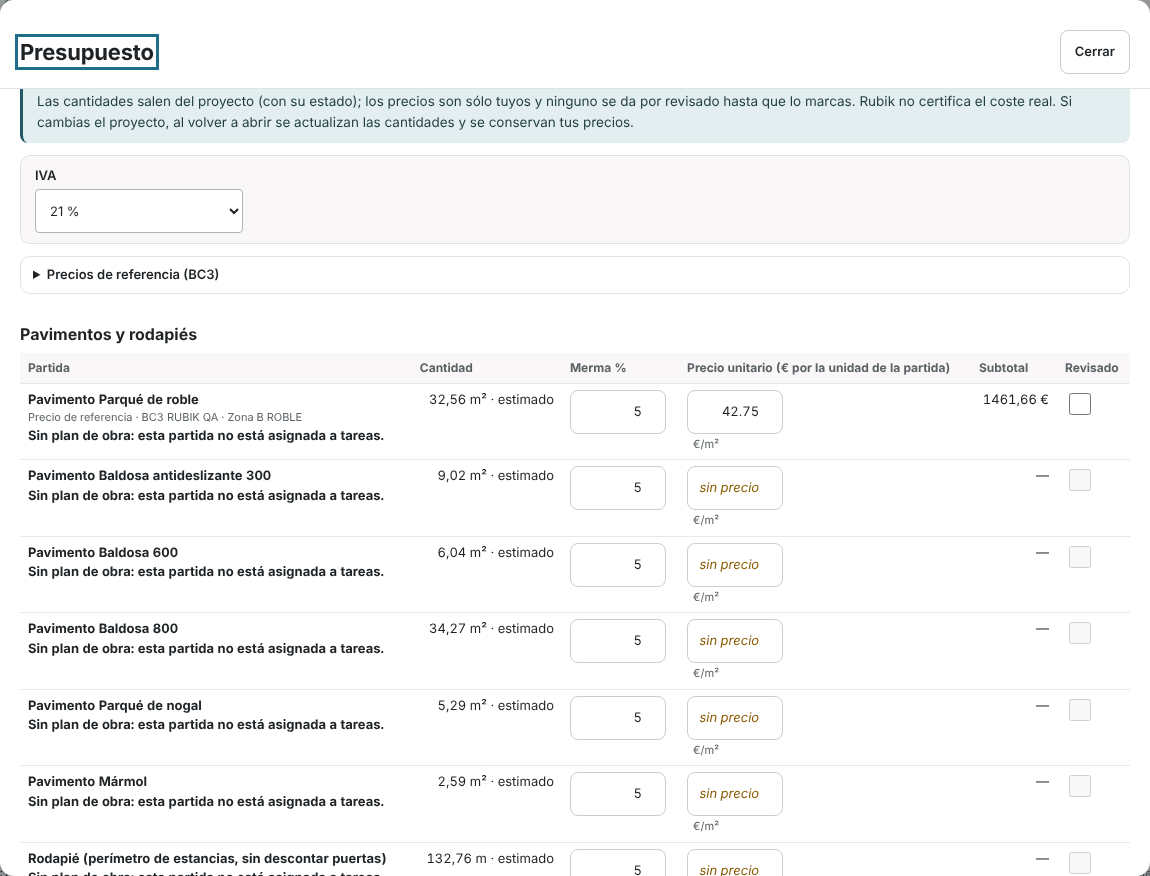 Presupuesto
Cerrar
Las cantidades salen del proyecto (con su estado); los precios son sólo tuyos y ninguno se da por revisado hasta que lo marcas. Rubik no certifica el coste real. Si
cambias el proyecto, al volver a abrir se actualizan las cantidades y se conservan tus precios.
IVA
21 %
Precios de referencia (BC3)
Pavimentos y rodapiés
Partida Cantidad Merma % Precio unitario (€ por la unidad de la partida) Subtotal Revisado
Pavimento Parqué de roble 32,56 m² · estimado 5 42.75 1461,66 €
Precio de referencia · BC3 RUBIK QA · Zona B ROBLE
Sin plan de obra: esta partida no está asignada a tareas.
€/m²
Pavimento Baldosa antideslizante 300 9,02 m² · estimado 5 sin precio —
Sin plan de obra: esta partida no está asignada a tareas.
€/m²
Pavimento Baldosa 600 6,04 m² · estimado 5 sin precio —
Sin plan de obra: esta partida no está asignada a tareas.
€/m²
Pavimento Baldosa 800 34,27 m² · estimado 5 sin precio —
Sin plan de obra: esta partida no está asignada a tareas.
€/m²
Pavimento Parqué de nogal 5,29 m² · estimado 5 sin precio —
Sin plan de obra: esta partida no está asignada a tareas.
€/m²
Pavimento Mármol 2,59 m² · estimado 5 sin precio —
Sin plan de obra: esta partida no está asignada a tareas.
€/m²
Rodapié (perímetro de estancias, sin descontar puertas) 132,76 m · estimado 5 sin precio —
Sin plan de obra: esta partida no está asignada a tareas.